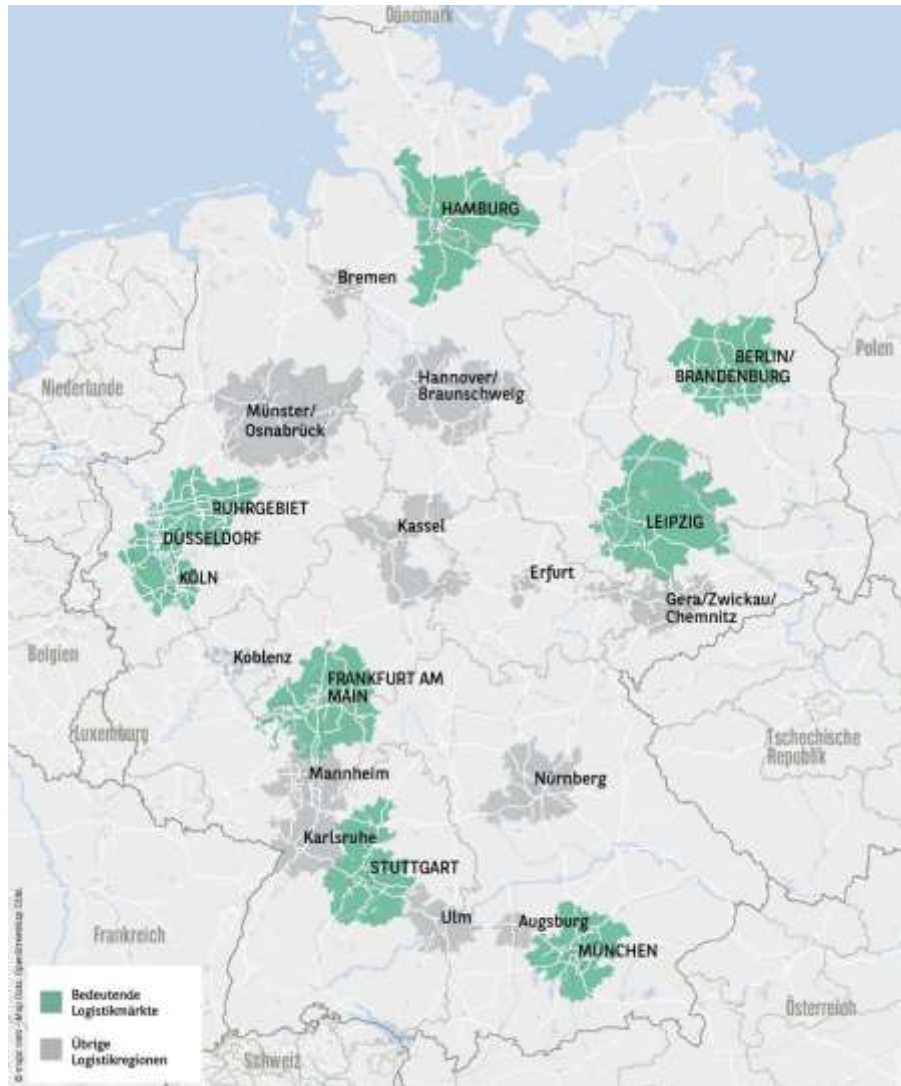 Dänemark
HAMBURG
Bremen
BERLIN/
BRANDENBURG
Polen
Niederlande
Hannover/
Braunschweig
Münster/
Osnabrück
RUHRGEBIET
DÜSSELDORF
KÖLN
Kassel
LEIPZIG
Erfurt
Gera/Zwickau/
Chemnitz
Belgien
Koblenz
FRANKFURT AM
MAIN
Luxemburg
Tschechische
Republik
Mannheim
Nürnberg
Karlsruhe
STUTTGART
Ulm
Augsburg
MÜNCHEN
Frankreich
Österreich
Schweiz
Bedeutende
Logistikmärkte
Übrige
Logistikregionen